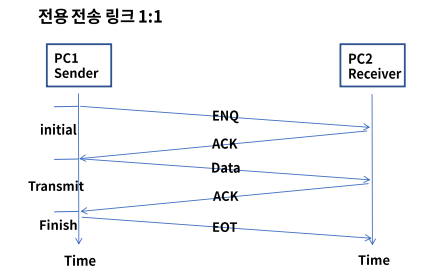 전용 전송 링크 1:1
PC1
Sender
PC2
Receiver
ENQ
initial
ACK
Data
Transmit
ACK
Finish
EOT
Time
Time